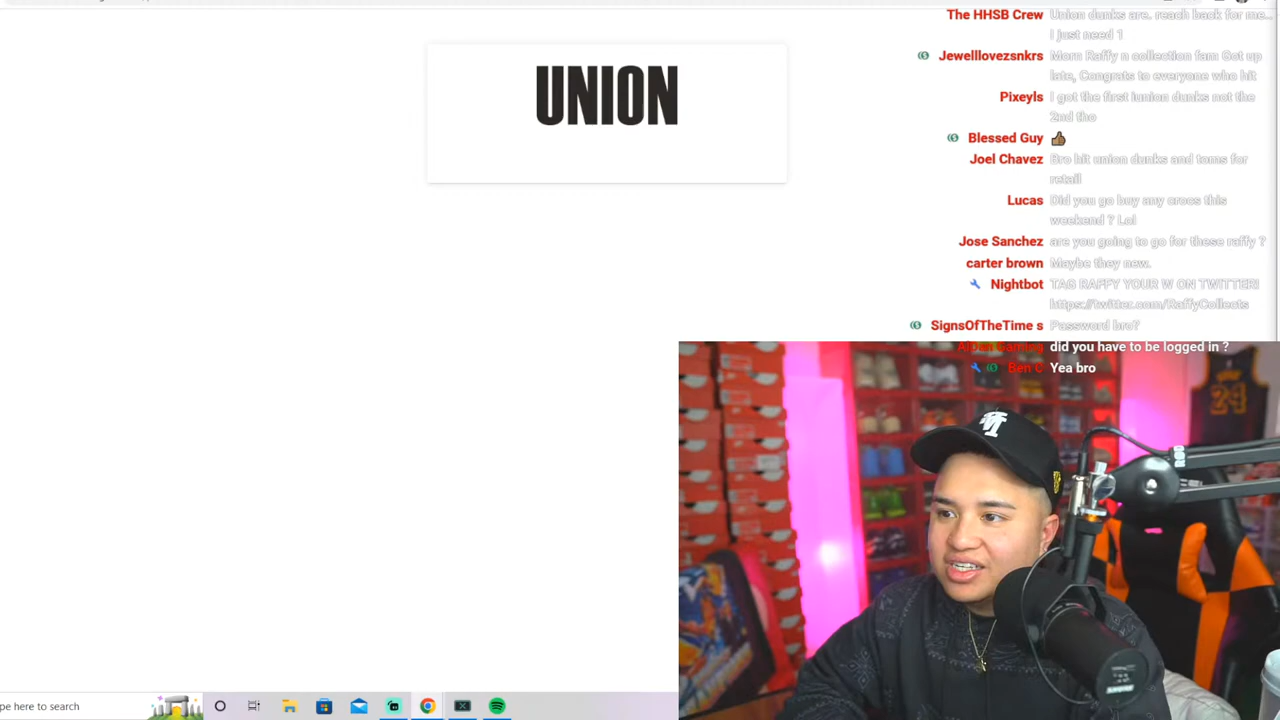 UNION
The HHSB Crew Union dunks are. reach back for me...
I just need 1
Jewelllovezsnkrs Morn Raffy n collection fam Got up
late, Congrats to everyone who hit
Pixeyls I got the first iunion dunks not the
2nd tho
Blessed Guy 👍🏽
Joel Chavez Bro hit union dunks and toms for
retail
Lucas Did you go buy any crocs this
weekend ? Lol
Jose Sanchez are you going to go for these raffy ?
carter brown Maybe they new.
Nightbot TAG RAFFY YOUR W ON TWITTER!
https://twitter.com/RaffyCollects
SignsOfTheTime s Password bro?
Gaming did you have to be logged in ?
Ben C Yea bro
24
ROD
pe here to search